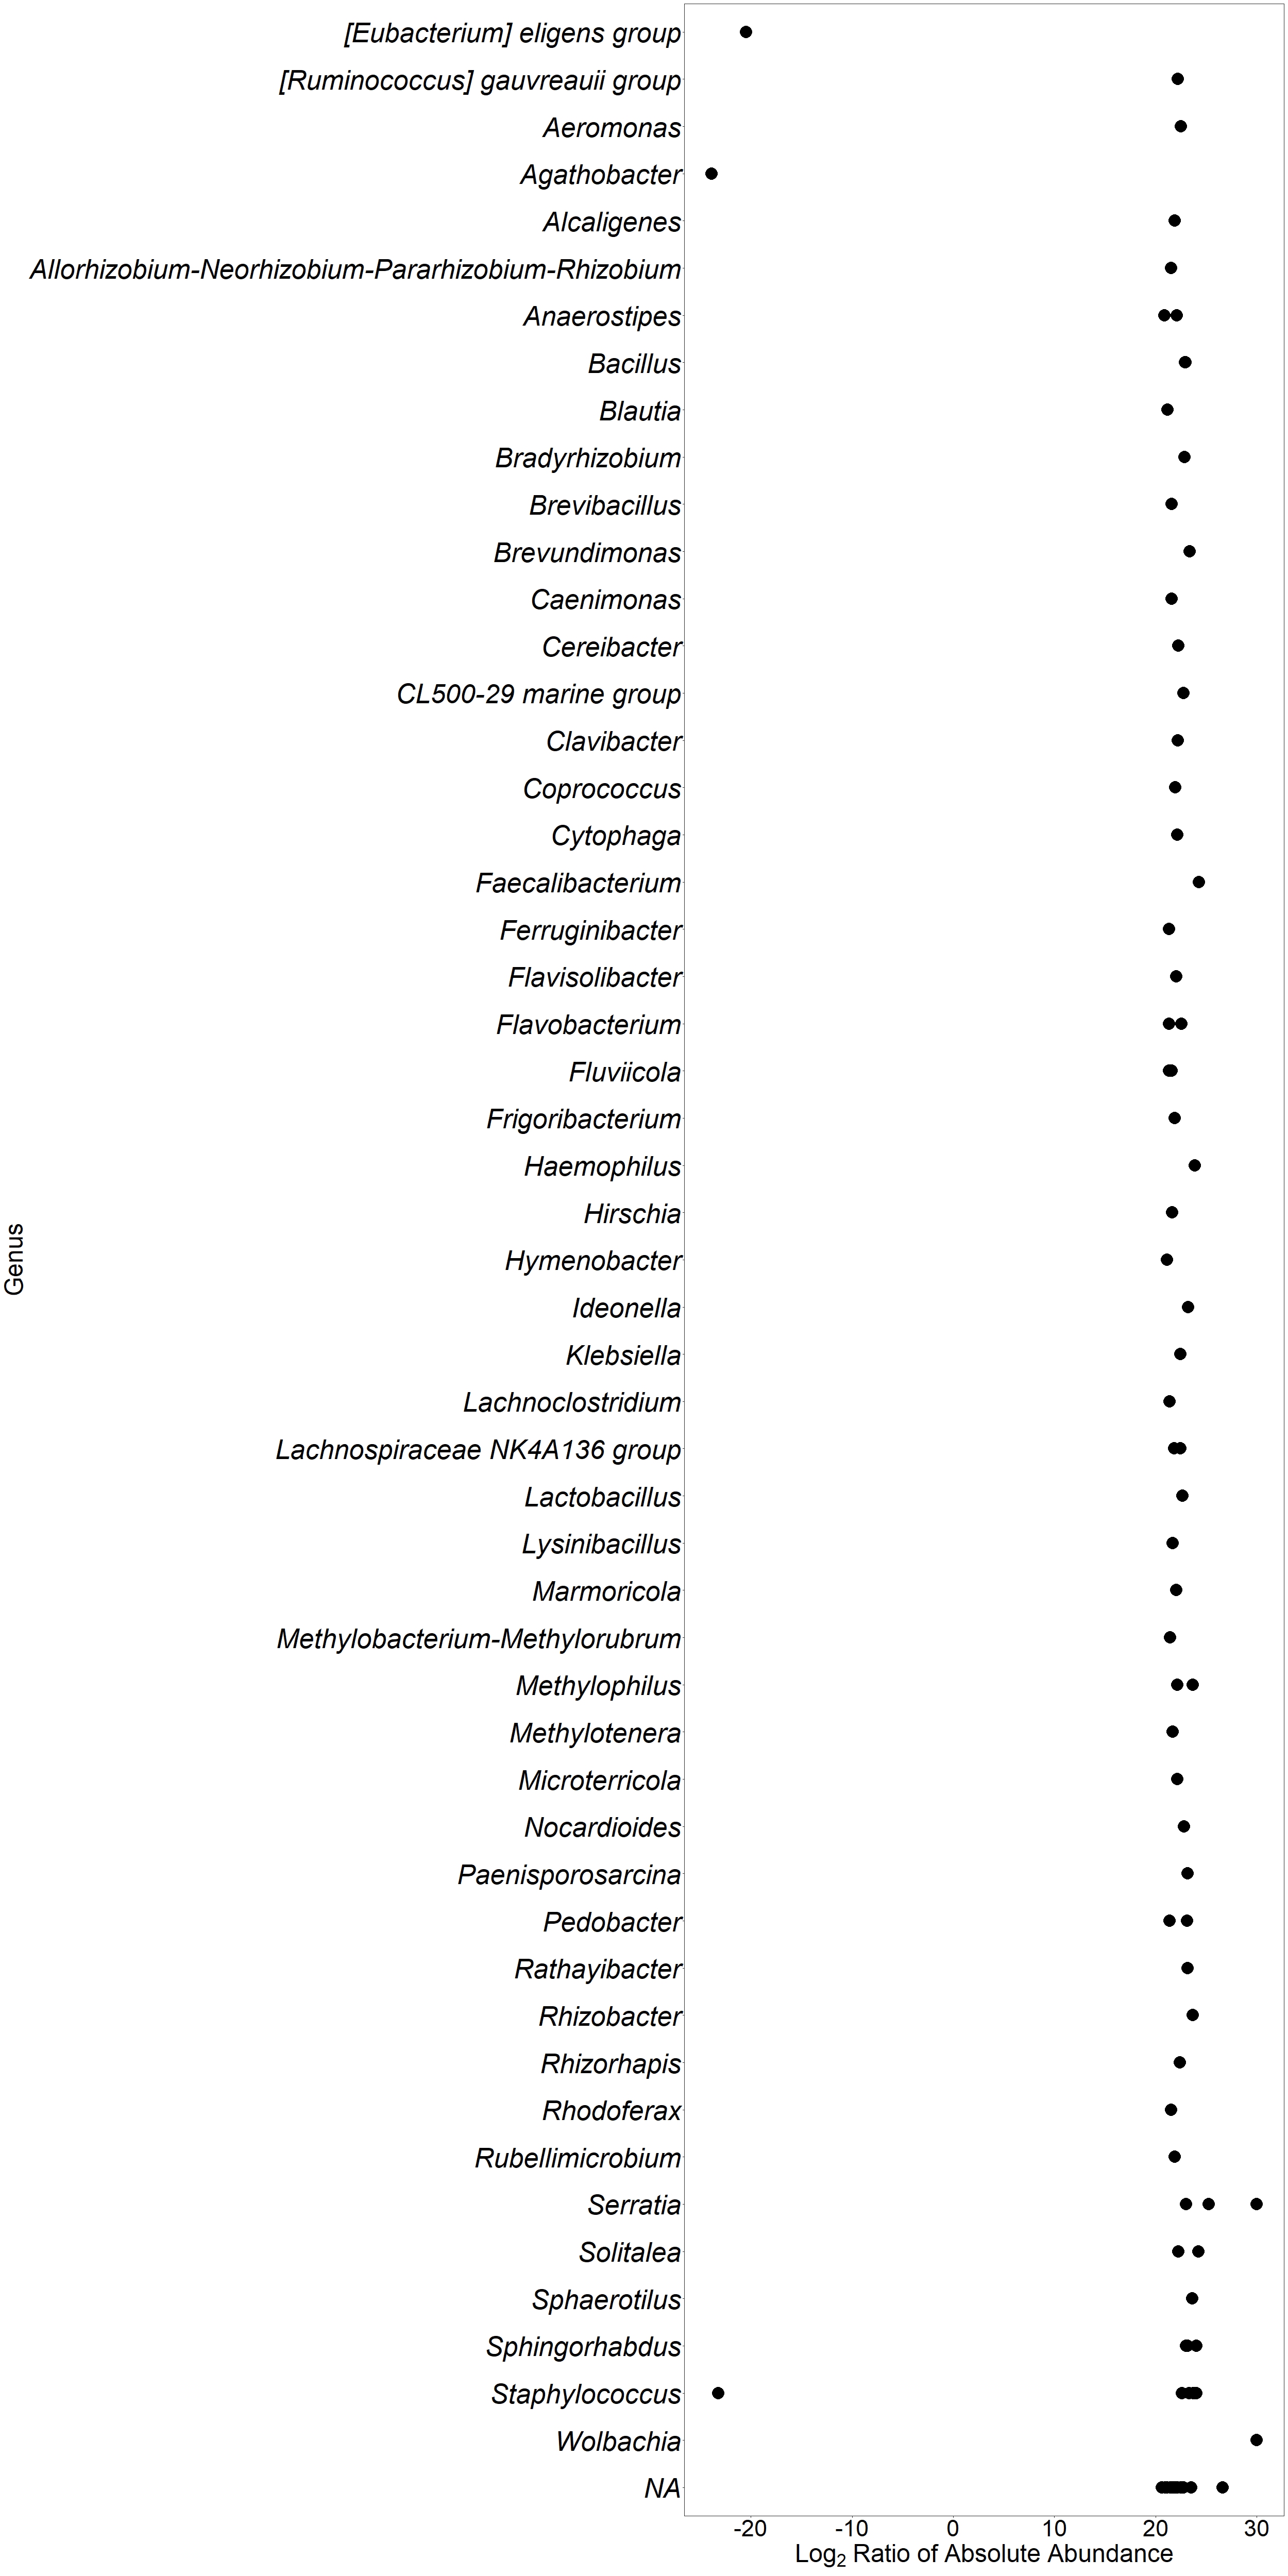 [Eubacterium] eligens group
[Ruminococcus] gauvreauii group
Aeromonas
Agathobacter
Alcaligenes
Allorhizobium-Neorhizobium-Pararhizobium-Rhizobium
Anaerostipes
Bacillus
Blautia
Bradyrhizobium
Brevibacillus
Brevundimonas
Caenimonas
Cereibacter
CL500-29 marine group
Clavibacter
Coprococcus
Cytophaga
Faecalibacterium
Ferruginibacter
Flavisolibacter
Flavobacterium
Fluviicola
Frigoribacterium
Haemophilus
Hirschia
Hymenobacter
Ideonella
Klebsiella
Lachnoclostridium
Lachnospiraceae NK4A136 group
Lactobacillus
Lysinibacillus
Marmoricola
Methylobacterium-Methylorubrum
Methylophilus
Methylotenera
Microterricola
Nocardioides
Paenisporosarcina
Pedobacter
Rathayibacter
Rhizobacter
Rhizorhapis
Rhodoferax
Rubellimicrobium
Serratia
Solitalea
Sphaerotilus
Sphingorhabdus
Staphylococcus
Wolbachia
NA
Genus
-20 -10 0 10 20 30
Log₂ Ratio of Absolute Abundance